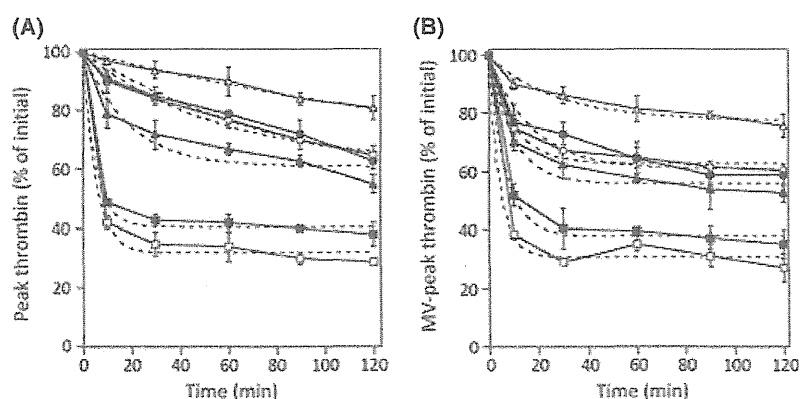 (A)
Peak thrombin (% of initial)
100
80
60
40
20
0
0 20 40 60 80 100 120
Time (min)
(B)
MV-peak thrombin (% of initial)
100
80
60
40
20
0
0 20 40 60 80 100 120
Time (min)